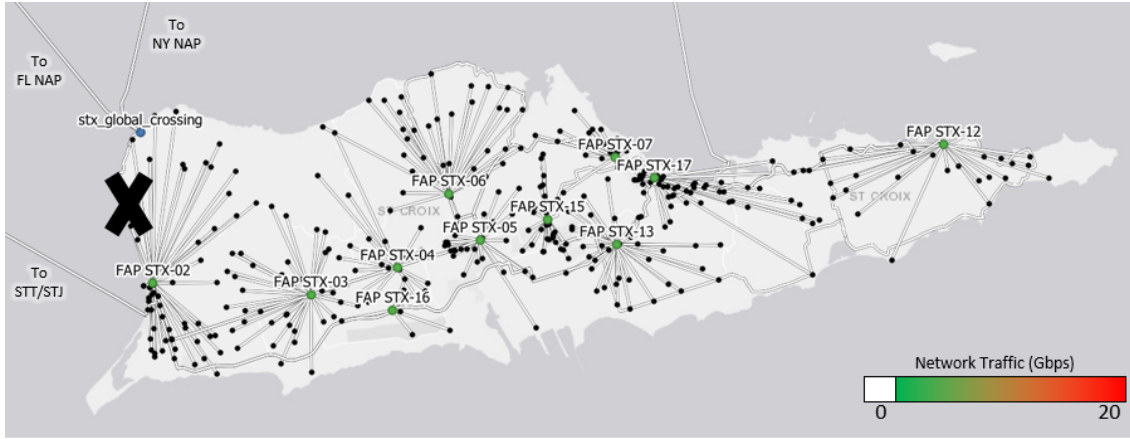 To
NY NAP
To
FL NAP
stx_global_crossing
FAP STX-12
FAP STX-07
FAP STX-17
FAP STX-06
ST CROIX
ST CROIX
FAP STX-15
FAP STX-05
FAP STX-13
FAP STX-04
To
STT/STJ
FAP STX-02
FAP STX-03
FAP STX-16
Network Traffic (Gbps)
0
20